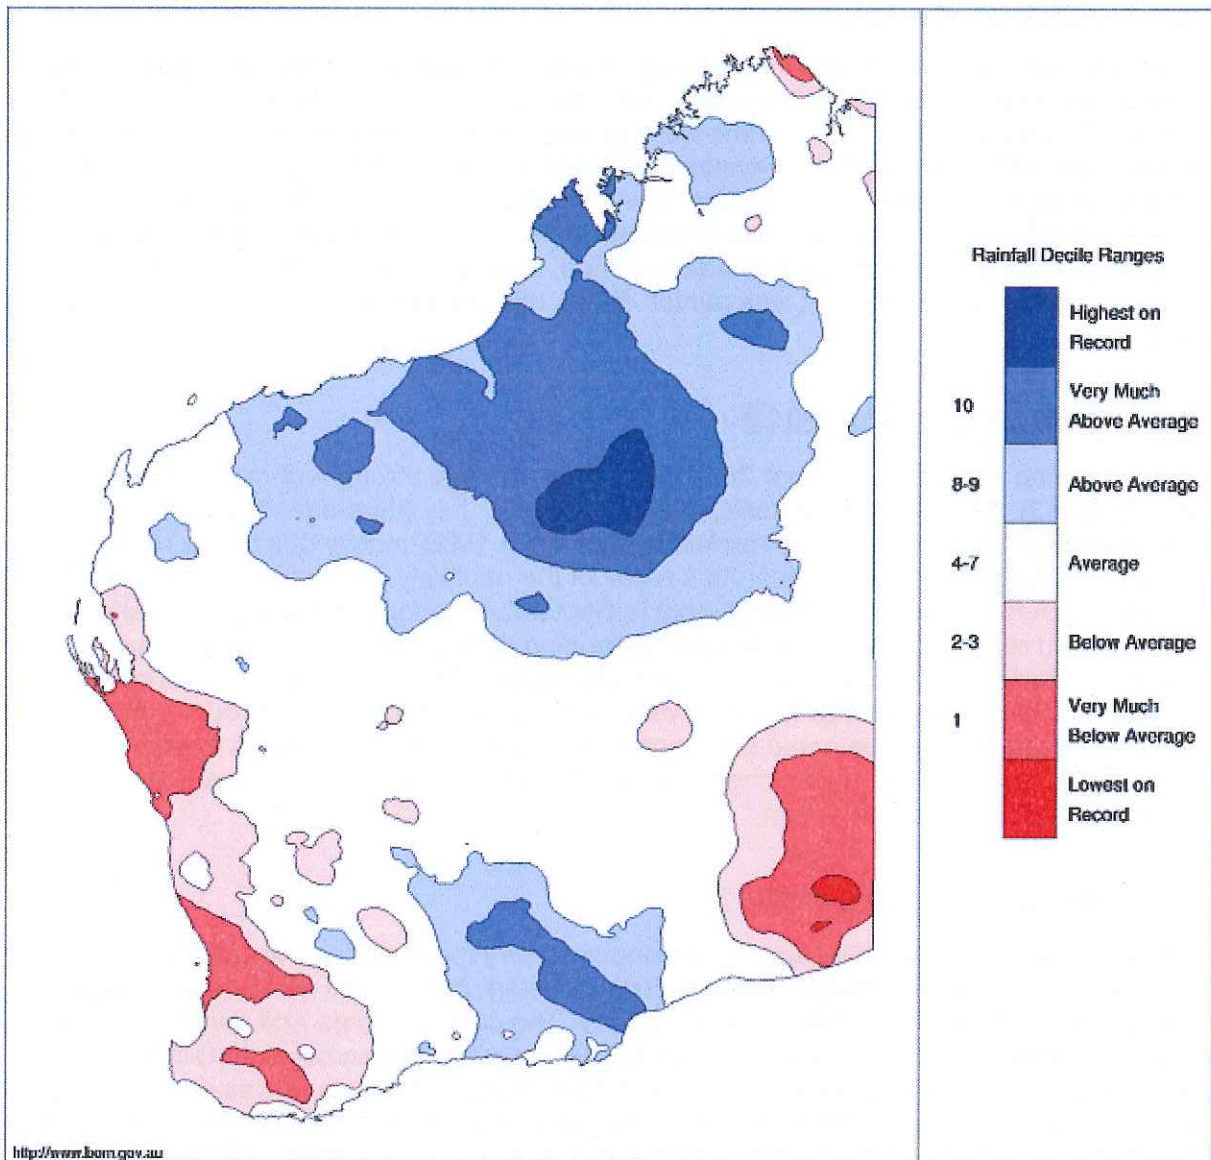 Rainfall Decile Ranges
Highest on
Record
10
Very Much
Above Average
8-9
Above Average
4-7
Average
2-3
Below Average
1
Very Much
Below Average
Lowest on
Record
http://www.bom.gov.au